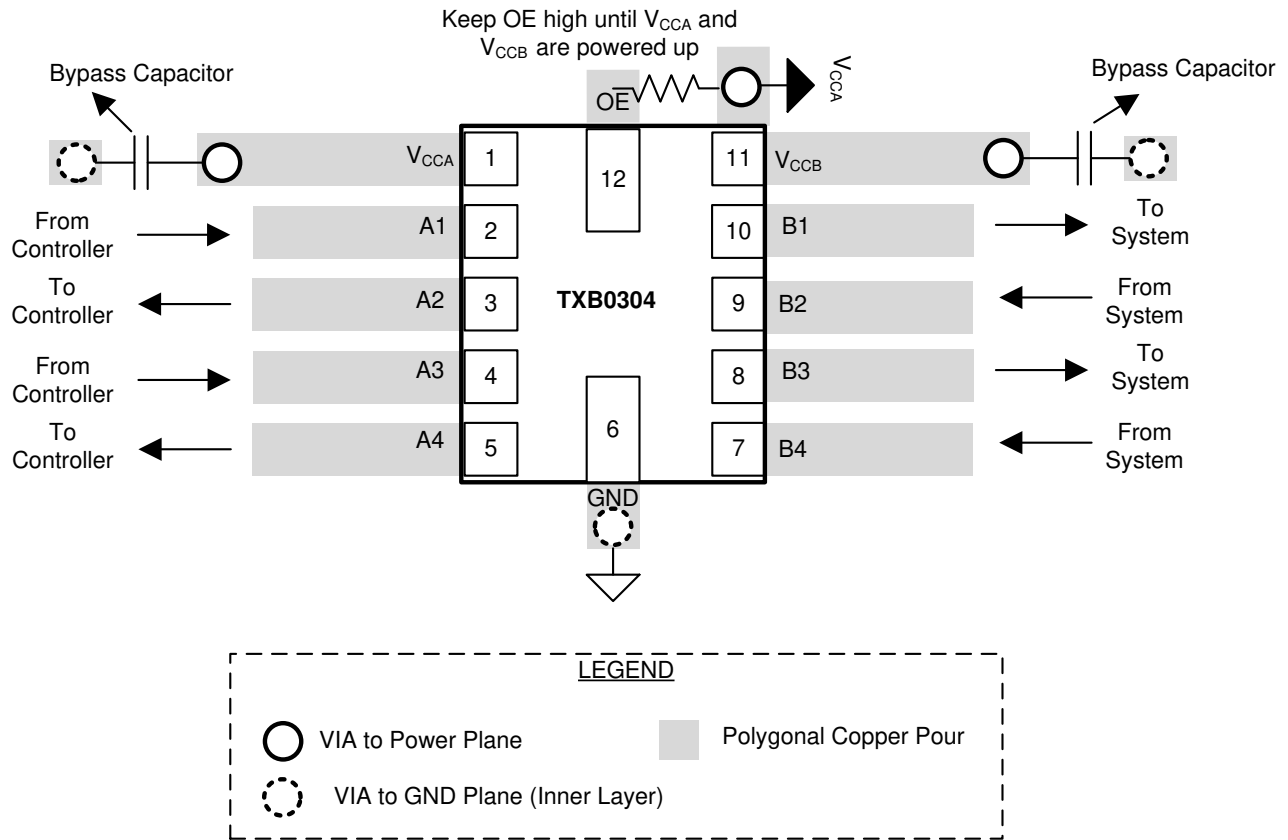 Keep OE high until VCCA and
VCCB are powered up
Bypass Capacitor
Bypass Capacitor
OE
VCCA
VCCA
1
12
11
VCCB
From
Controller
A1
2
10
B1
To
System
To
Controller
A2
3
TXB0304
9
B2
From
System
From
Controller
A3
4
8
B3
To
System
To
Controller
A4
5
6
7
B4
From
System
GND
LEGEND
VIA to Power Plane
Polygonal Copper Pour
VIA to GND Plane (Inner Layer)